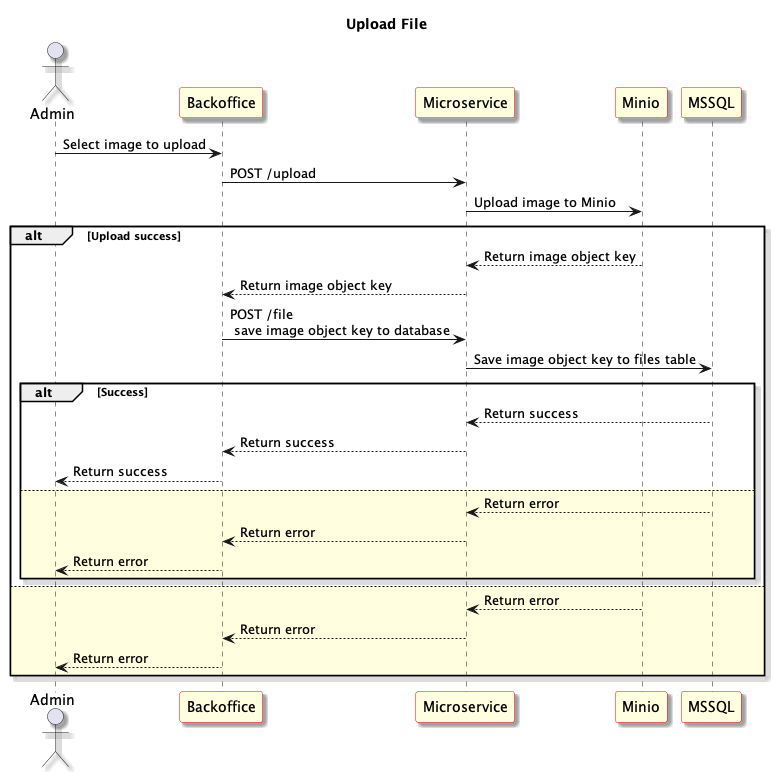 Upload File
Admin
Backoffice
Microservice
Minio
MSSQL
Select image to upload
POST /upload
Upload image to Minio
alt
[Upload success]
Return image object key
Return image object key
POST /file
save image object key to database
Save image object key to files table
alt
[Success]
Return success
Return success
Return success
Return error
Return error
Return error
Return error
Return error
Return error
Admin
Backoffice
Microservice
Minio
MSSQL